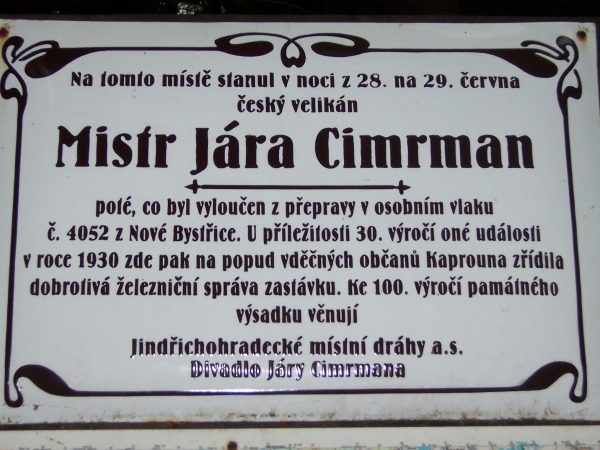 Na tomto místě stanul v noci z 28. na 29. června
český velikán
Mistr Jára Cimrman
poté, co byl vyloučen z přepravy v osobním vlaku
č. 4052 z Nové Bystřice. U příležitosti 30. výročí oné události
v roce 1930 zde pak na popud vděčných občanů Kaprouna zřídila
dobrotivá železniční správa zastávku. Ke 100. výročí památného
výsadku věnují
Jindřichohradecké místní dráhy a.s.
Divadlo Járy Cimrmana